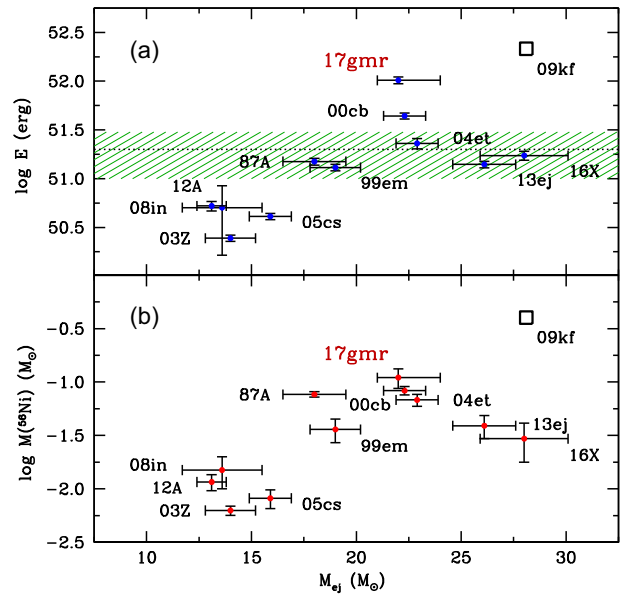 (a)
17gmr
09kf
00cb
04et
87A
99em
13ej
16X
12A
08in
05cs
03Z
52.5
52.0
51.5
51.0
50.5
log E (erg)
(b)
09kf
17gmr
87A
00cb
04et
99em
13ej
16X
08in
12A
05cs
03Z
-0.5
-1.0
-1.5
-2.0
-2.5
log M(⁵⁶Ni) (M⊙)
10 15 20 25 30
Mej (M⊙)